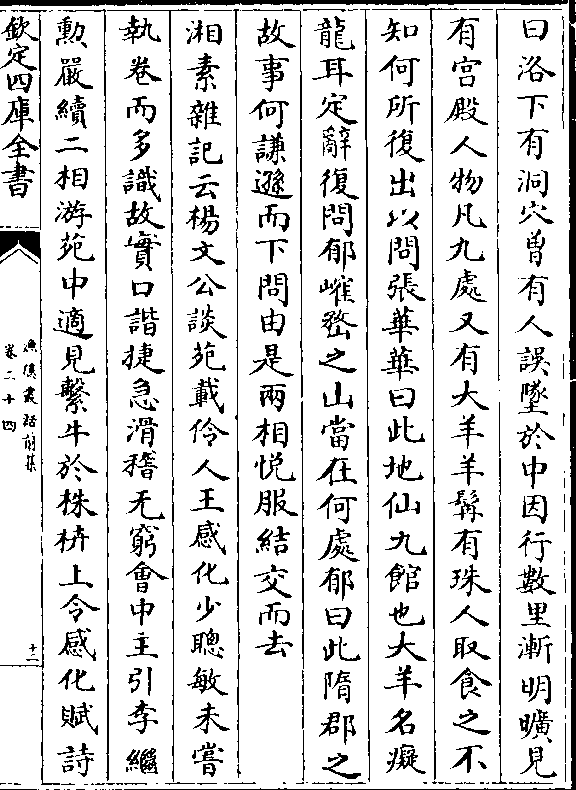 曰洛下有洞穴曾有人誤墜於中因行數里漸明曠見
有宫殿人物凡九處又有大羊羊髯有珠人取食之不
知何所復出以問張華華曰此地仙九館也大羊名癡
龍耳定辭復問郁㠑嵍之山當在何處郁曰此隋郡之
故事何謙遜而下問由是兩相悦服結交而去
湘素雜記云楊文公談苑載伶人王感化少聰敏未嘗
執卷而多識故實口諧捷急滑稽无窮會中主引李繼
勲嚴續二相游苑中適見繫牛於株枿上令感化賦詩
欽定四庫全書
漁隱叢話前集
卷二十四
十二